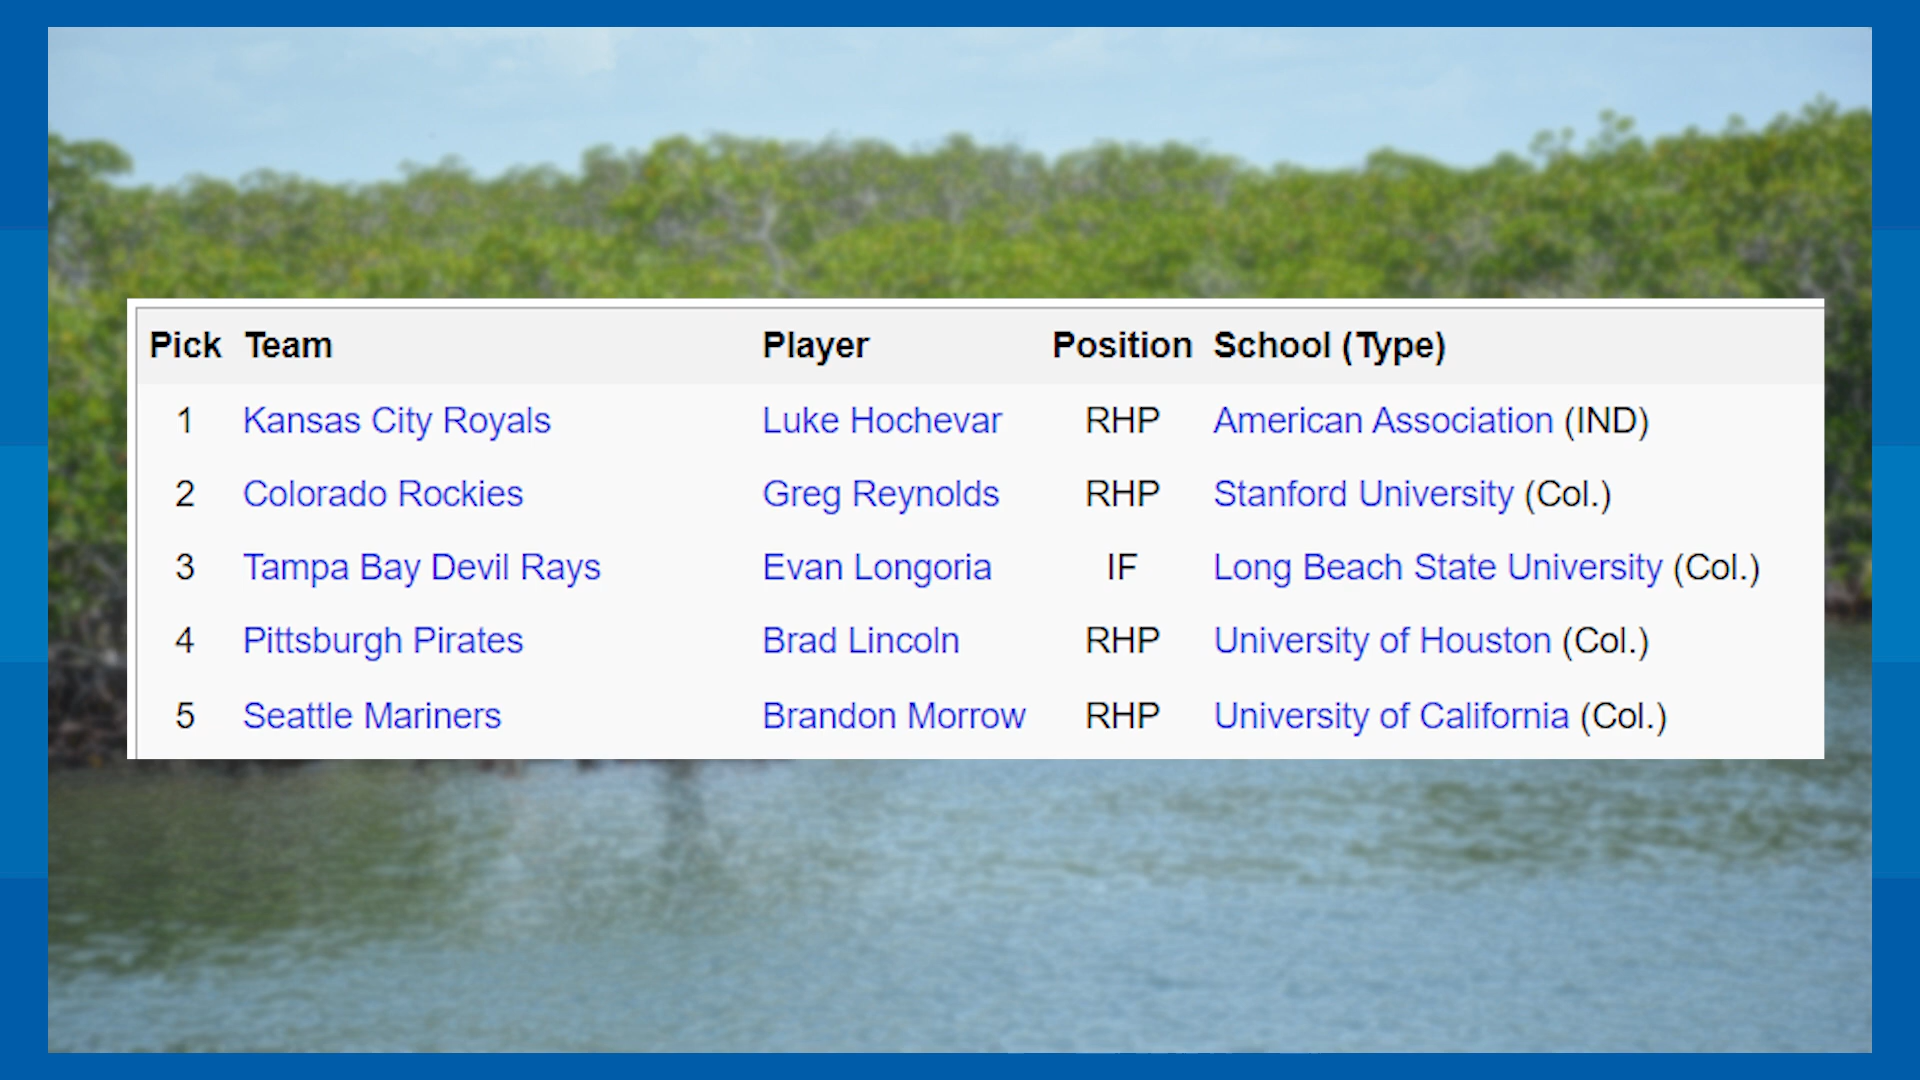 Pick Team Player Position School (Type)
1 Kansas City Royals Luke Hochevar RHP American Association (IND)
2 Colorado Rockies Greg Reynolds RHP Stanford University (Col.)
3 Tampa Bay Devil Rays Evan Longoria IF Long Beach State University (Col.)
4 Pittsburgh Pirates Brad Lincoln RHP University of Houston (Col.)
5 Seattle Mariners Brandon Morrow RHP University of California (Col.)